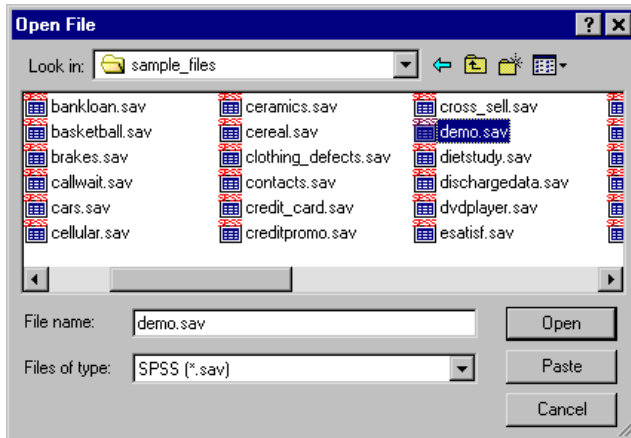 Open File
Look in: sample_files
bankloan.sav ceramics.sav cross_sell.sav
basketball.sav cereal.sav demo.sav
brakes.sav clothing_defects.sav dietstudy.sav
callwait.sav contacts.sav dischargedata.sav
cars.sav credit_card.sav dvdplayer.sav
cellular.sav creditpromo.sav esatisf.sav
File name: demo.sav Open
Files of type: SPSS (*.sav) Paste
Cancel